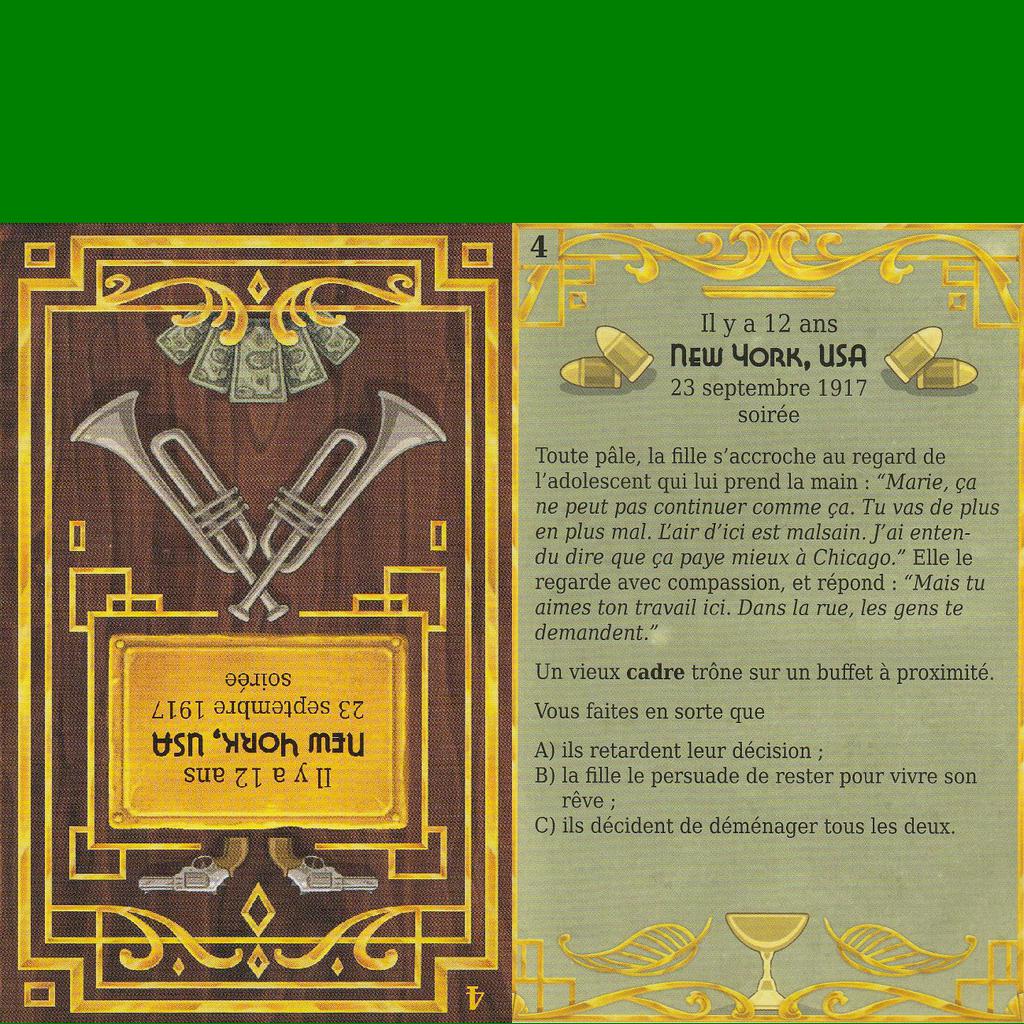 soirée
23 septembre 1917
New York, USA
Il y a 12 ans
4
4
Il y a 12 ans
New York, USA
23 septembre 1917
soirée
Toute pâle, la fille s’accroche au regard de
l’adolescent qui lui prend la main : “Marie, ça
ne peut pas continuer comme ça. Tu vas de plus
en plus mal. L’air d’ici est malsain. J’ai enten-
du dire que ça paye mieux à Chicago.” Elle le
regarde avec compassion, et répond : “Mais tu
aimes ton travail ici. Dans la rue, les gens te
demandent.”
Un vieux cadre trône sur un buffet à proximité.
Vous faites en sorte que
A) ils retardent leur décision ;
B) la fille le persuade de rester pour vivre son
rêve ;
C) ils décident de déménager tous les deux.